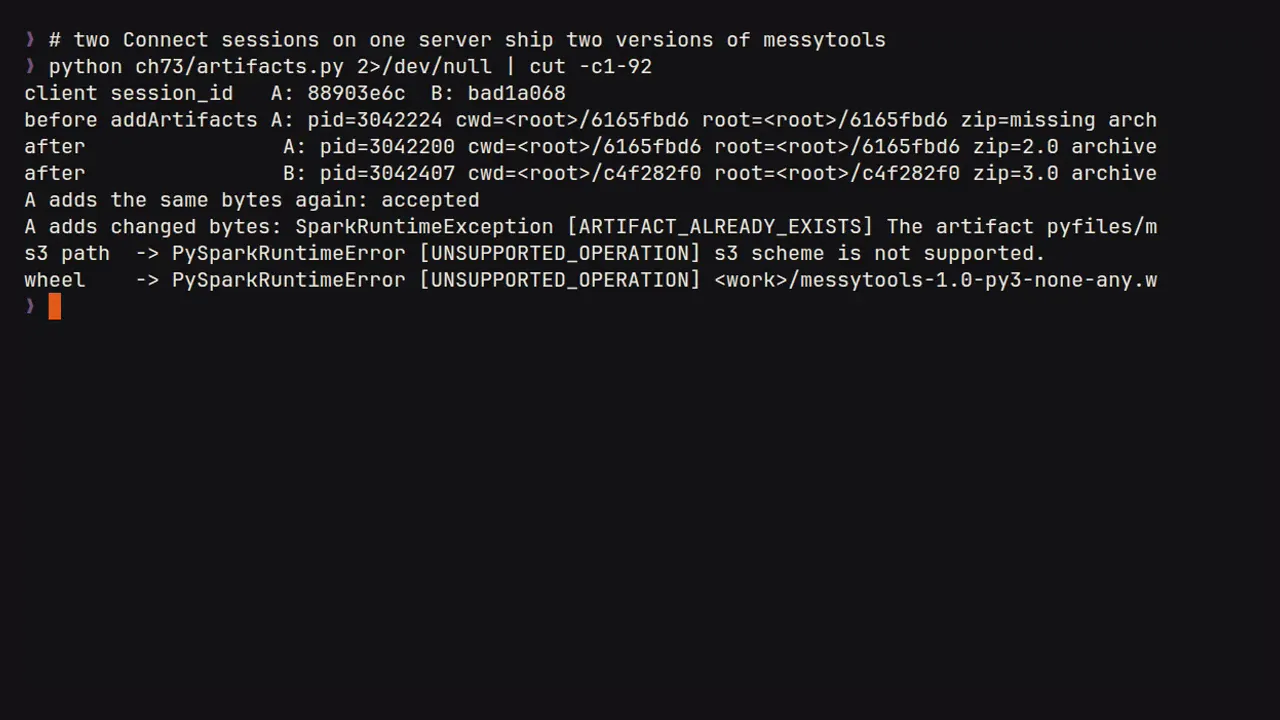 ❯ # two Connect sessions on one server ship two versions of messytools
❯ python ch73/artifacts.py 2>/dev/null | cut -c1-92
client session_id   A: 88903e6c  B: bad1a068
before addArtifacts A: pid=3042224 cwd=<root>/6165fbd6 root=<root>/6165fbd6 zip=missing arch
after                A: pid=3042200 cwd=<root>/6165fbd6 root=<root>/6165fbd6 zip=2.0 archive
after                B: pid=3042407 cwd=<root>/c4f282f0 root=<root>/c4f282f0 zip=3.0 archive
A adds the same bytes again: accepted
A adds changed bytes: SparkRuntimeException [ARTIFACT_ALREADY_EXISTS] The artifact pyfiles/m
s3 path  -> PySparkRuntimeError [UNSUPPORTED_OPERATION] s3 scheme is not supported.
wheel    -> PySparkRuntimeError [UNSUPPORTED_OPERATION] <work>/messytools-1.0-py3-none-any.w
❯